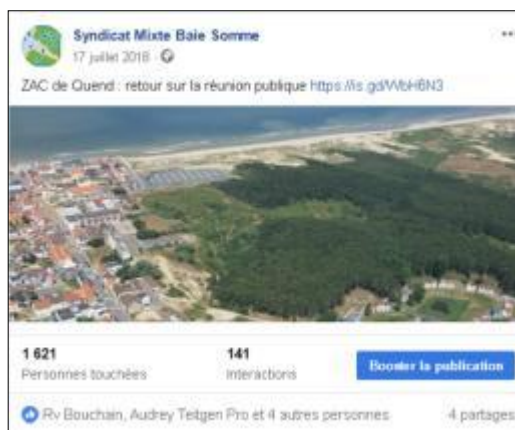 Syndicat Mixte Baie Somme
17 juillet 2018
ZAC de Quend : retour sur la réunion publique https://is.gd/WbH6N3
1 621
Personnes touchées
141
Interactions
Booster la publication
Rv Bouchain, Audrey Teitgen Pro et 4 autres personnes
4 partages